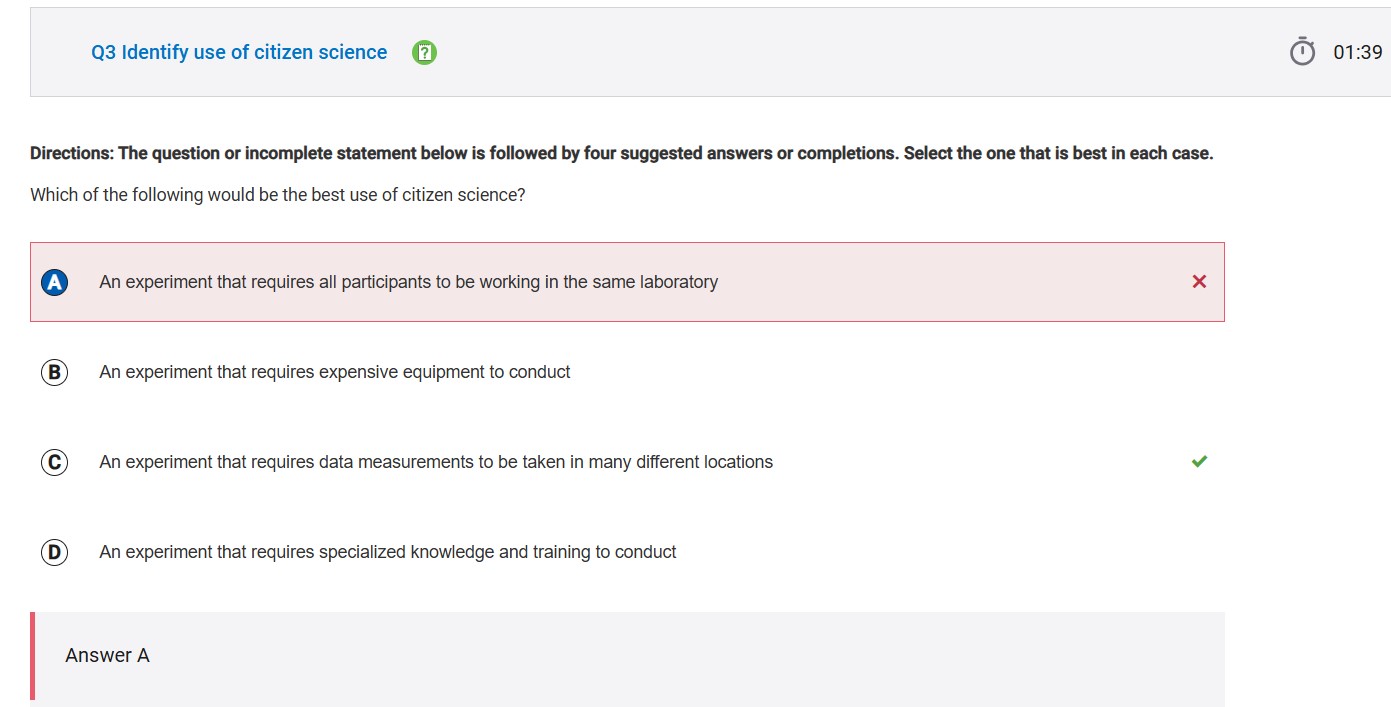 Q3 Identify use of citizen science
01:39
Directions: The question or incomplete statement below is followed by four suggested answers or completions. Select the one that is best in each case.
Which of the following would be the best use of citizen science?
A An experiment that requires all participants to be working in the same laboratory
B An experiment that requires expensive equipment to conduct
C An experiment that requires data measurements to be taken in many different locations
D An experiment that requires specialized knowledge and training to conduct
Answer A